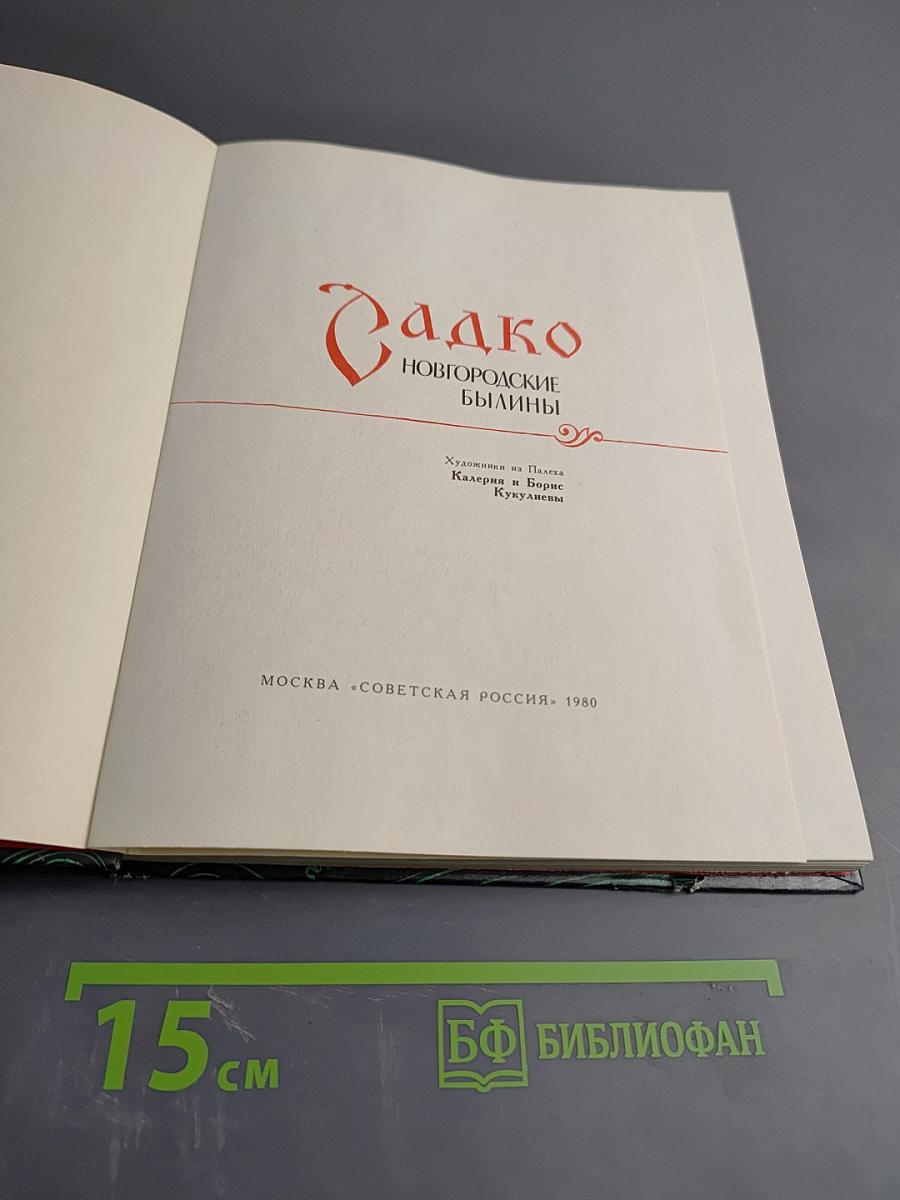 Садко
НОВГОРОДСКИЕ
БЫЛИНЫ
Художники из Палеха
Калерия и Борис
Кукулиевы
МОСКВА «СОВЕТСКАЯ РОССИЯ» 1980
15 см
БФ БИБЛИОФАН